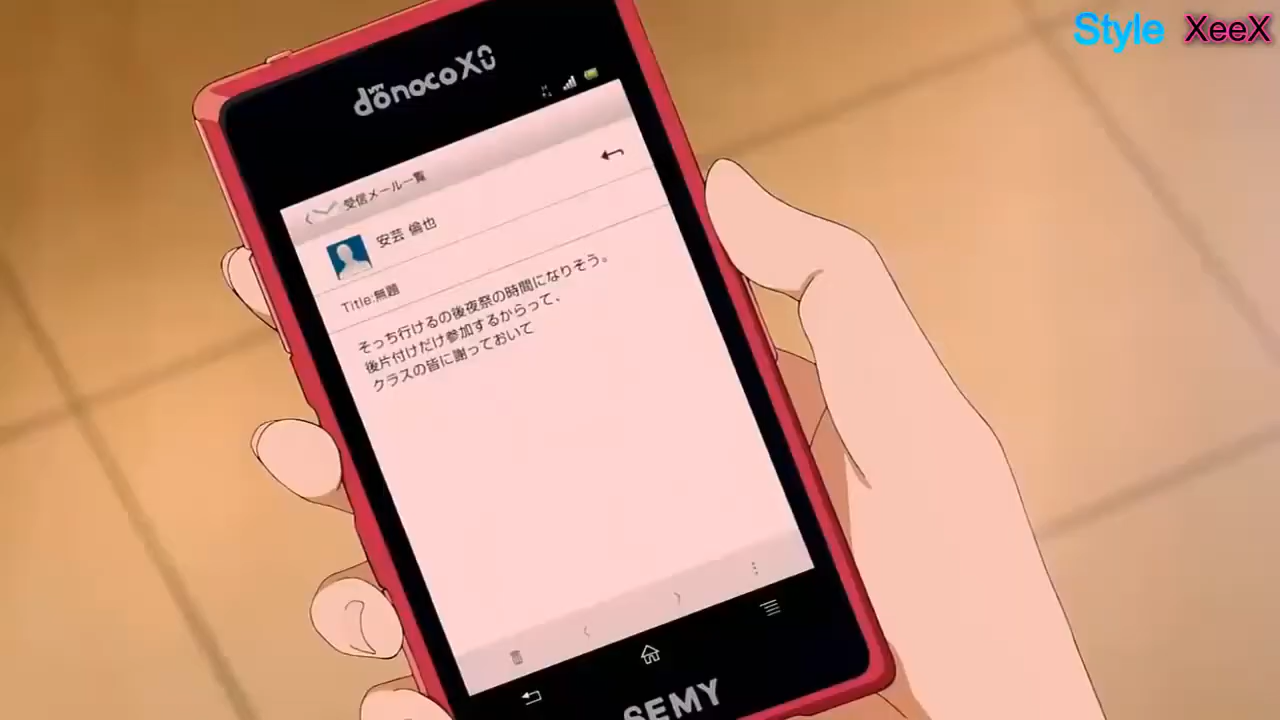 Style XeeX
dōnocoX
受信メール一覧
安芸 倫也
Title:無題
そっち行けるの後夜祭の時間になりそう。
後片付けだけ参加するからって、
クラスの皆に謝っておいて
SEMY